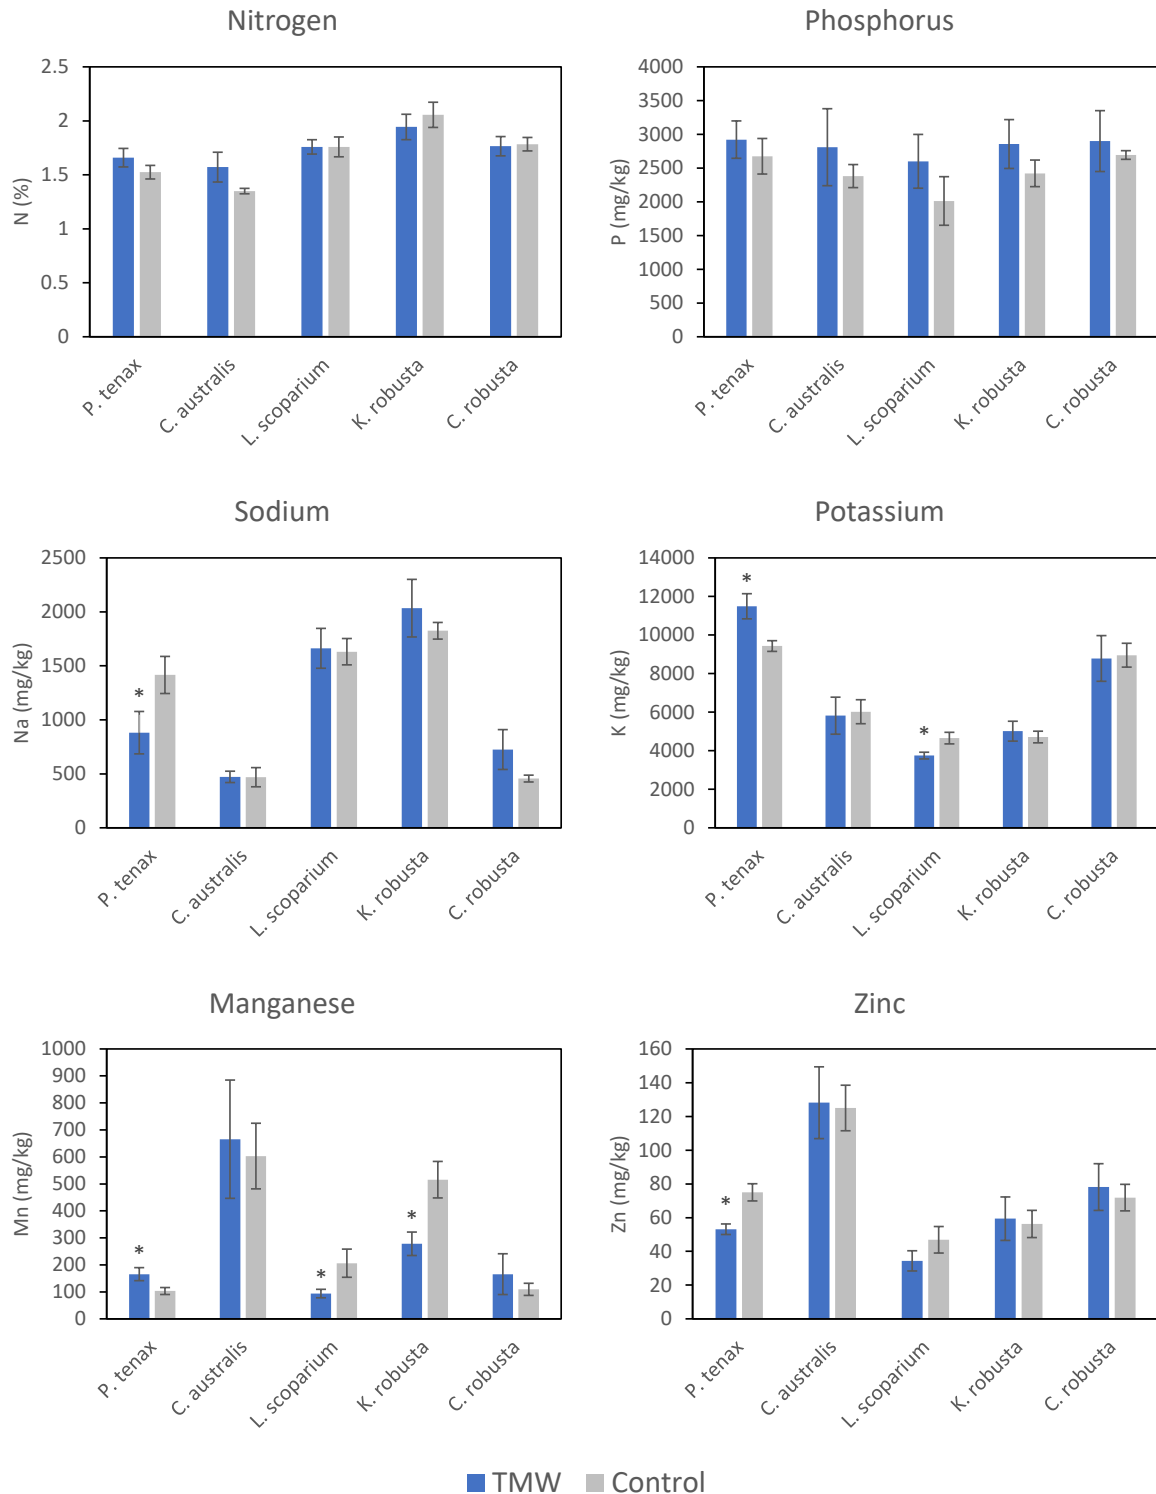 Nitrogen
2.5
2
1.5
1
0.5
0
N (%)
P. tenax
C. australis
L. scoparium
K. robusta
C. robusta
Phosphorus
4000
3500
3000
2500
2000
1500
1000
500
0
P (mg/kg)
P. tenax
C. australis
L. scoparium
K. robusta
C. robusta
Sodium
2500
2000
1500
1000
500
0
Na (mg/kg)
*
P. tenax
C. australis
L. scoparium
K. robusta
C. robusta
Potassium
14000
12000
10000
8000
6000
4000
2000
0
K (mg/kg)
*
*
P. tenax
C. australis
L. scoparium
K. robusta
C. robusta
Manganese
1000
900
800
700
600
500
400
300
200
100
0
Mn (mg/kg)
*
*
*
P. tenax
C. australis
L. scoparium
K. robusta
C. robusta
Zinc
160
140
120
100
80
60
40
20
0
Zn (mg/kg)
*
P. tenax
C. australis
L. scoparium
K. robusta
C. robusta
TMW Control